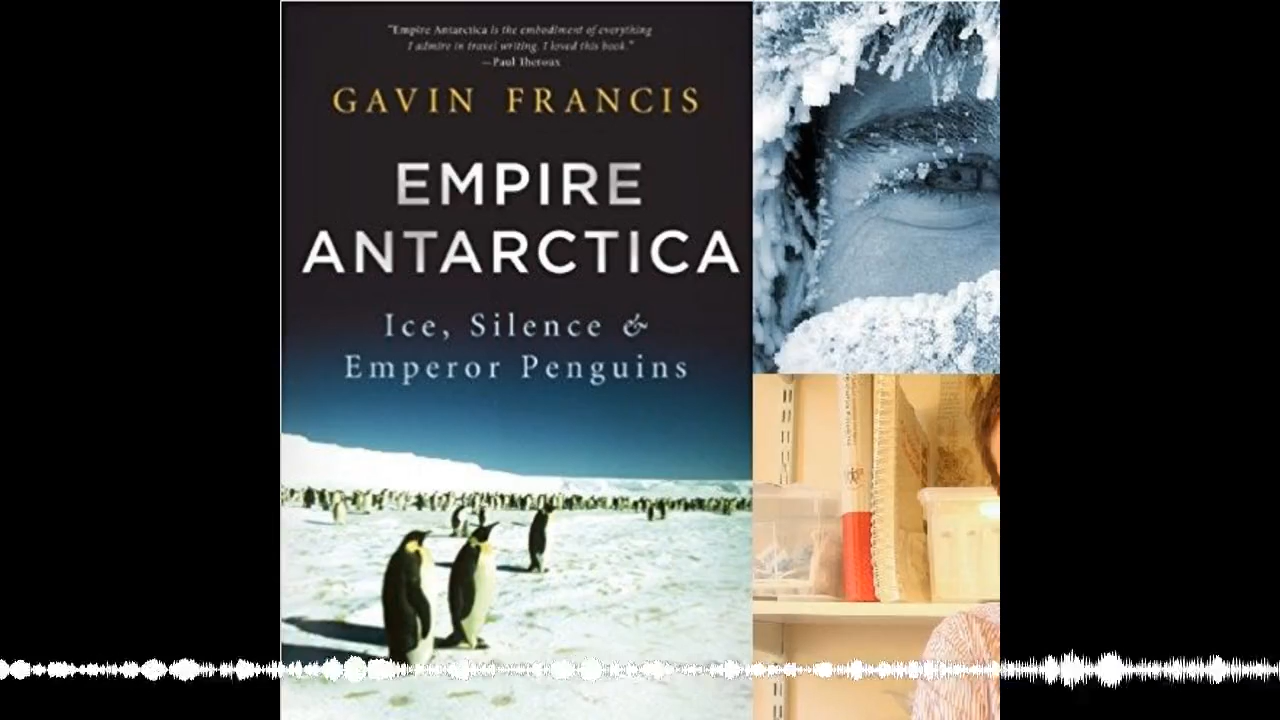 "Empire Antarctica is the embodiment of everything
I admire in travel writing. I loved this book."
—Paul Theroux
GAVIN FRANCIS
EMPIRE
ANTARCTICA
Ice, Silence &
Emperor Penguins